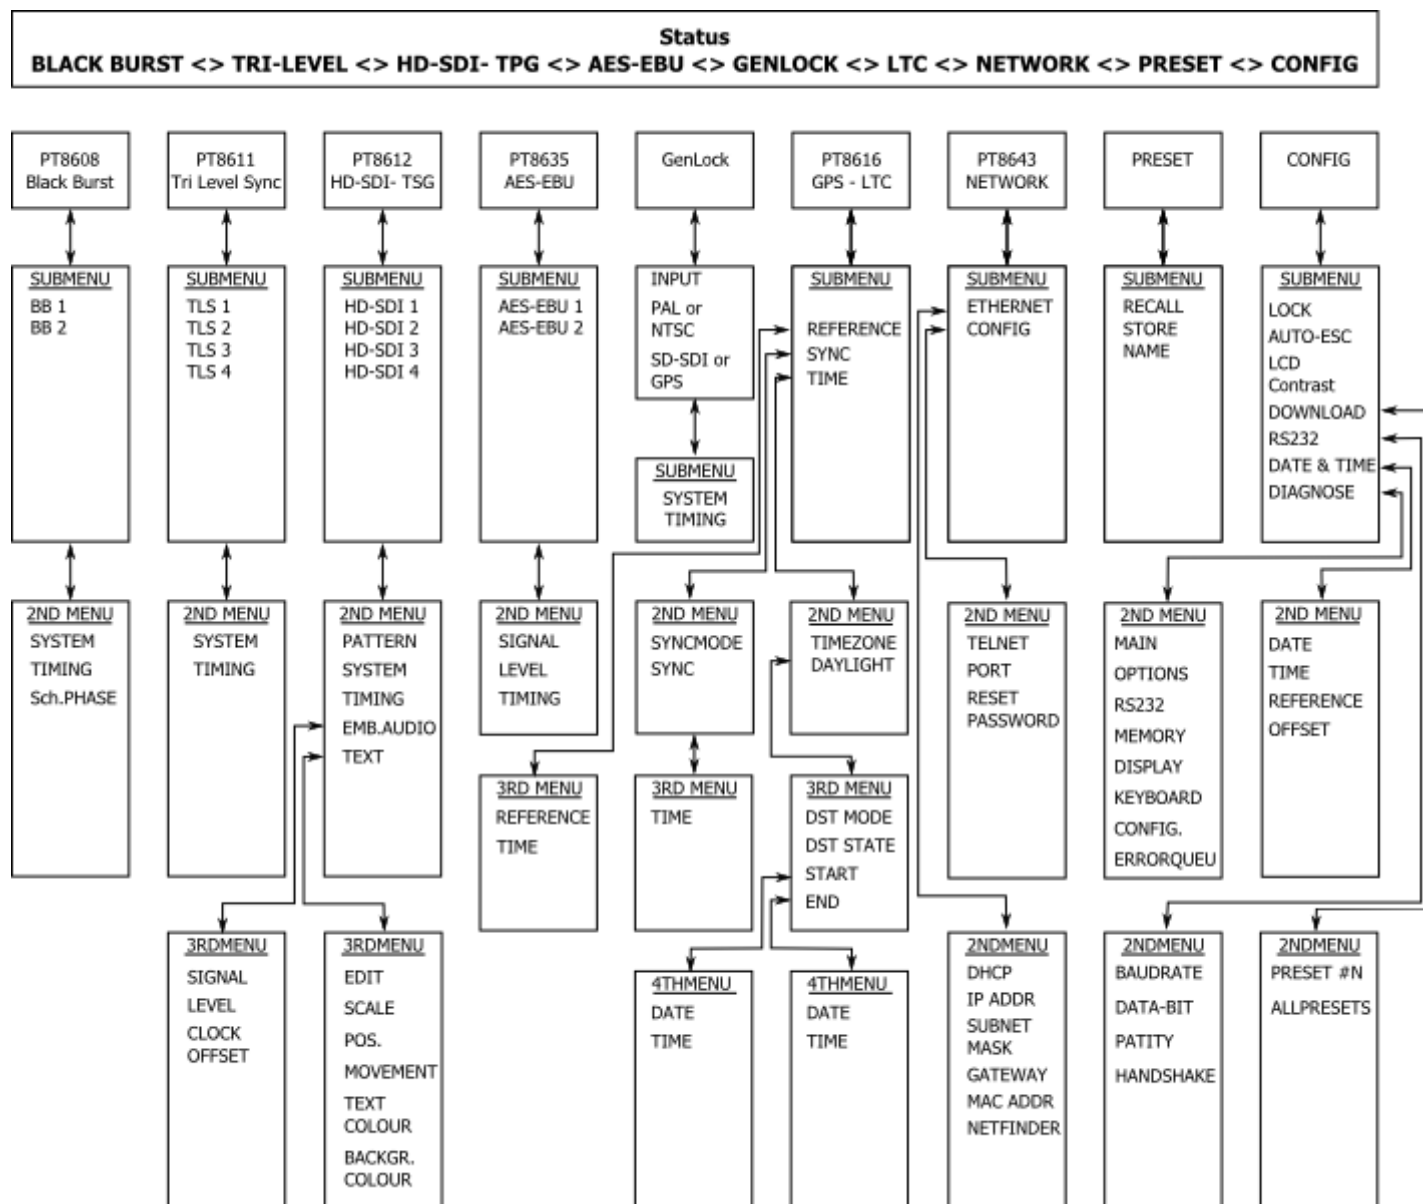 Status
BLACK BURST <> TRI-LEVEL <> HD-SDI- TPG <> AES-EBU <> GENLOCK <> LTC <> NETWORK <> PRESET <> CONFIG
PT8608
Black Burst
PT8611
Tri Level Sync
PT8612
HD-SDI- TSG
PT8635
AES-EBU
GenLock
PT8616
GPS - LTC
PT8643
NETWORK
PRESET
CONFIG
SUBMENU
BB 1
BB 2
SUBMENU
TLS 1
TLS 2
TLS 3
TLS 4
SUBMENU
HD-SDI 1
HD-SDI 2
HD-SDI 3
HD-SDI 4
SUBMENU
AES-EBU 1
AES-EBU 2
INPUT
PAL or
NTSC
SD-SDI or
GPS
SUBMENU
SYSTEM
TIMING
SUBMENU
REFERENCE
SYNC
TIME
SUBMENU
ETHERNET
CONFIG
SUBMENU
RECALL
STORE
NAME
SUBMENU
LOCK
AUTO-ESC
LCD
Contrast
DOWNLOAD
RS232
DATE & TIME
DIAGNOSE
2ND MENU
SYSTEM
TIMING
Sch.PHASE
2ND MENU
SYSTEM
TIMING
2ND MENU
PATTERN
SYSTEM
TIMING
EMB.AUDIO
TEXT
2ND MENU
SIGNAL
LEVEL
TIMING
2ND MENU
SYNCMODE
SYNC
2ND MENU
TIMEZONE
DAYLIGHT
2ND MENU
TELNET
PORT
RESET
PASSWORD
2ND MENU
MAIN
OPTIONS
RS232
MEMORY
DISPLAY
KEYBOARD
CONFIG.
ERRORQUEU
2ND MENU
DATE
TIME
REFERENCE
OFFSET
3RD MENU
REFERENCE
TIME
3RD MENU
TIME
3RD MENU
DST MODE
DST STATE
START
END
3RDMENU
SIGNAL
LEVEL
CLOCK
OFFSET
3RDMENU
EDIT
SCALE
POS.
MOVEMENT
TEXT
COLOUR
BACKGR.
COLOUR
4THMENU
DATE
TIME
4THMENU
DATE
TIME
2NDMENU
DHCP
IP ADDR
SUBNET
MASK
GATEWAY
MAC ADDR
NETFINDER
2NDMENU
BAUDRATE
DATA-BIT
PATITY
HANDSHAKE
2NDMENU
PRESET #N
ALLPRESETS